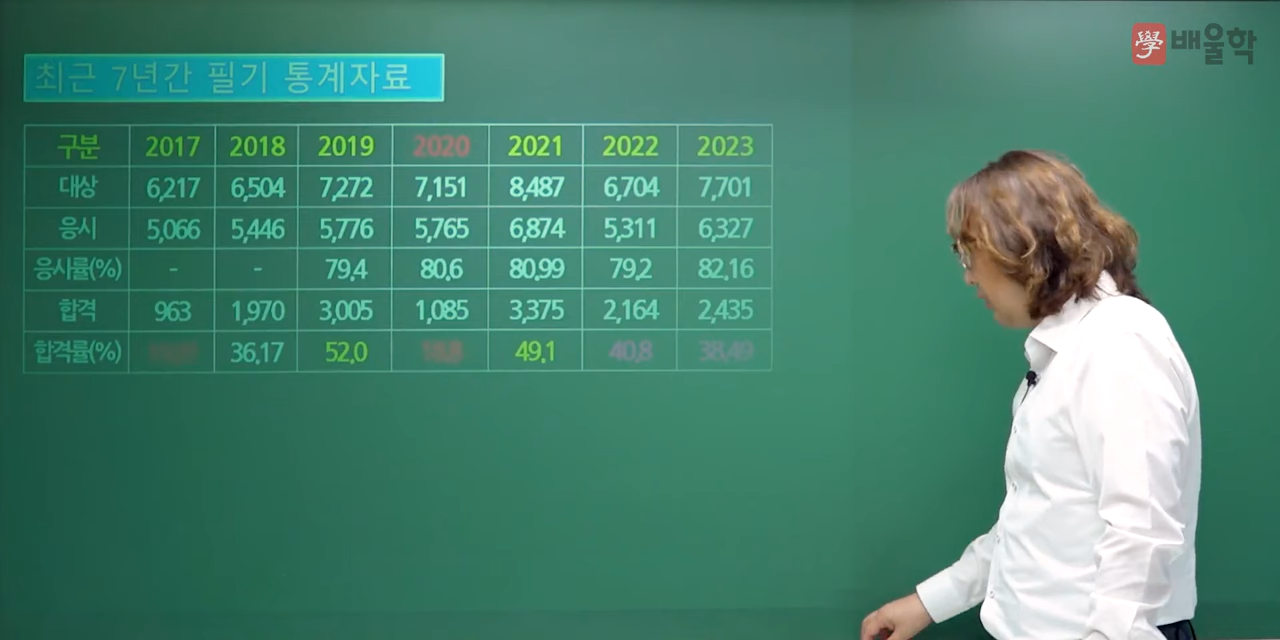 學 배울학
최근 7년간 필기 통계자료
구분 2017 2018 2019 2020 2021 2022 2023
대상 6,217 6,504 7,272 7,151 8,487 6,704 7,701
응시 5,066 5,446 5,776 5,765 6,874 5,311 6,327
응시률(%) - - 79.4 80.6 80.99 79.2 82.16
합격 963 1,970 3,005 1,085 3,375 2,164 2,435
합격률(%) 36.17 52.0 18.8 49.1 40.8 38.49